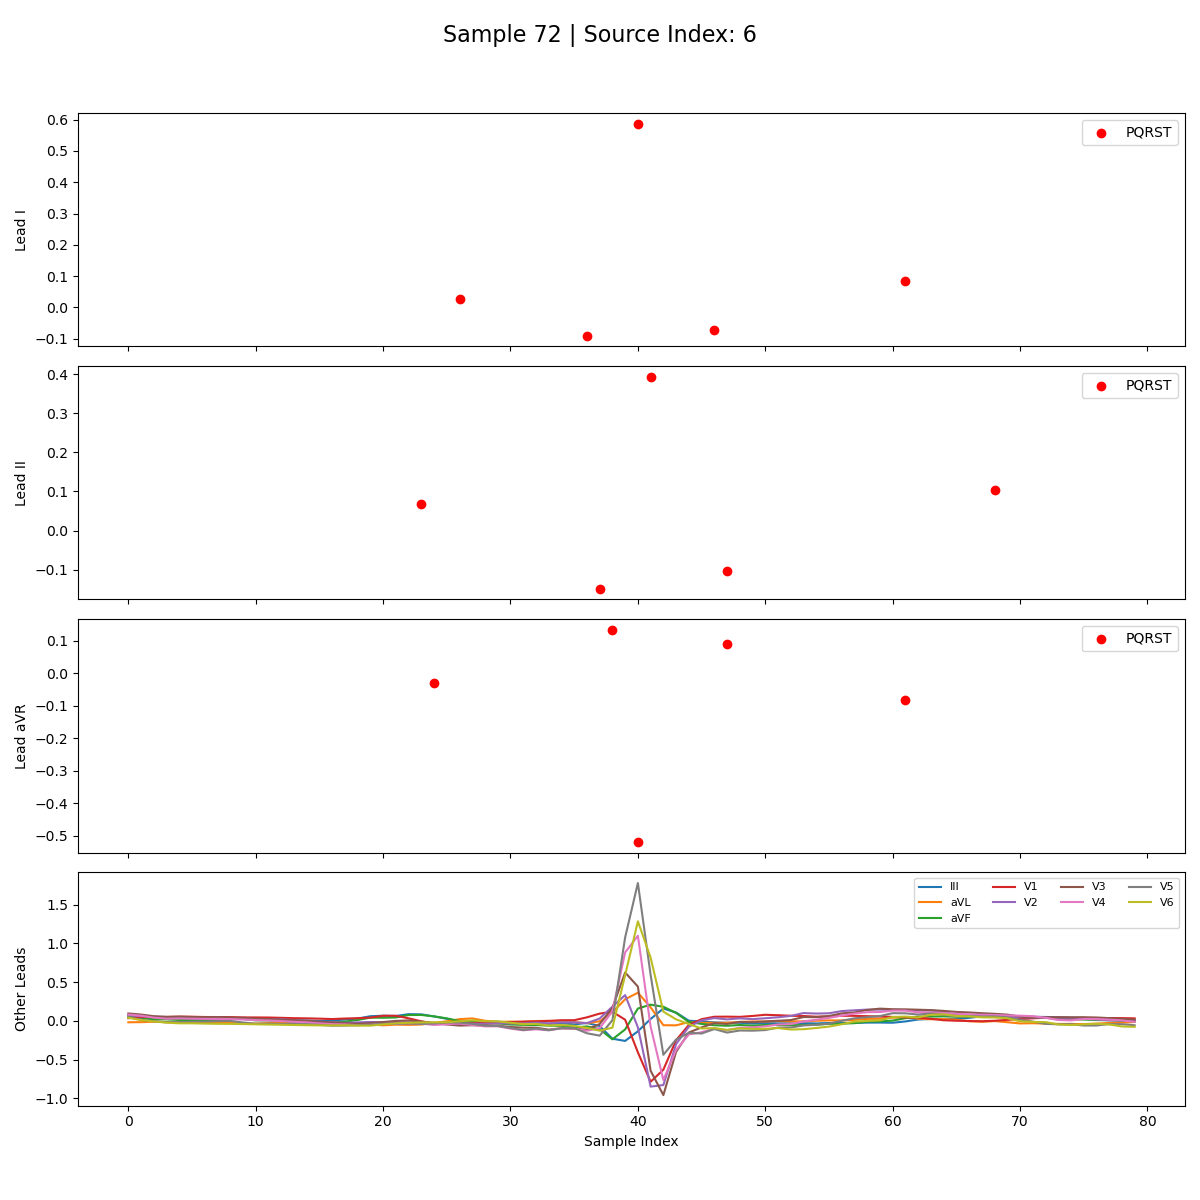 Sample 72 | Source Index: 6
0.6
0.5
0.4
0.3
0.2
0.1
0.0
−0.1
Lead I
PQRST
0.4
0.3
0.2
0.1
0.0
−0.1
Lead II
PQRST
0.1
0.0
−0.1
−0.2
−0.3
−0.4
−0.5
Lead aVR
PQRST
1.5
1.0
0.5
0.0
−0.5
−1.0
Other Leads
III V1 V3 V5
aVL V2 V4 V6
aVF
0 10 20 30 40 50 60 70 80
Sample Index